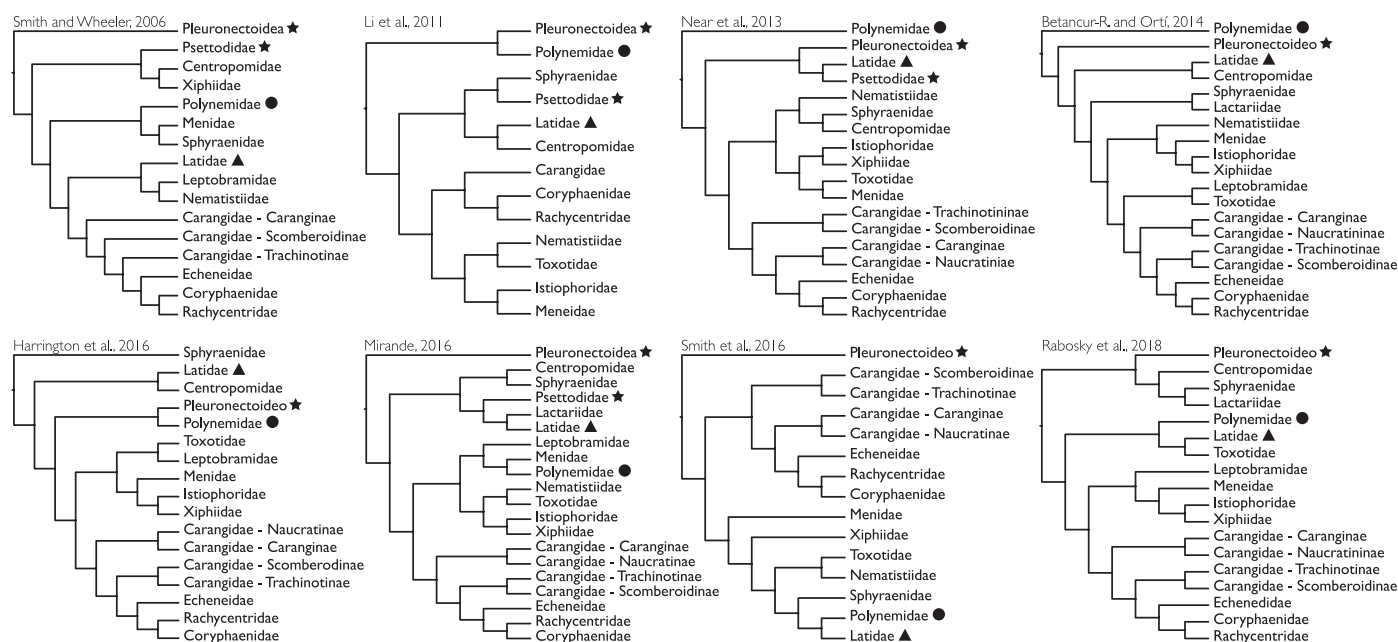 Smith and Wheeler, 2006
Pleuronectoidea ★
Psettodidae ★
Centropomidae
Xiphiidae
Polynemidae ●
Menidae
Sphyraenidae
Latidae ▲
Leptobramidae
Nematistiidae
Carangidae - Caranginae
Carangidae - Scomberoidinae
Carangidae - Trachinotinae
Echeneidae
Coryphaenidae
Rachycentridae
Li et al., 2011
Pleuronectoidea ★
Polynemidae ●
Sphyraenidae
Psettodidae ★
Latidae ▲
Centropomidae
Carangidae
Coryphaenidae
Rachycentridae
Nematistiidae
Toxotidae
Istiophoridae
Meneidae
Near et al., 2013
Polynemidae ●
Pleuronectoidea ★
Latidae ▲
Psettodidae ★
Nematistiidae
Sphyraenidae
Centropomidae
Istiophoridae
Xiphiidae
Toxotidae
Menidae
Carangidae - Trachinotininae
Carangidae - Scomberoidinae
Carangidae - Caranginae
Carangidae - Naucratiniae
Echenidae
Coryphaenidae
Rachycentridae
Betancur-R. and Ortí, 2014
Polynemidae ●
Pleuronectoideo ★
Latidae ▲
Centropomidae
Sphyraenidae
Lactariidae
Nematistiidae
Menidae
Istiophoridae
Xiphiidae
Leptobramidae
Toxotidae
Carangidae - Caranginae
Carangidae - Naucratininae
Carangidae - Trachinotinae
Carangidae - Scomberoidinae
Echeneidae
Coryphaenidae
Rachycentridae
Harrington et al., 2016
Sphyraenidae
Latidae ▲
Centropomidae
Pleuronectoideo ★
Polynemidae ●
Toxotidae
Leptobramidae
Menidae
Istiophoridae
Xiphiidae
Carangidae - Naucratinae
Carangidae - Caranginae
Carangidae - Scomberodinae
Carangidae - Trachinotinae
Echeneidae
Rachycentridae
Coryphaenidae
Mirande, 2016
Pleuronectoidea ★
Centropomidae
Sphyraenidae
Psettodidae ★
Lactariidae
Latidae ▲
Leptobramidae
Menidae
Polynemidae ●
Nematistiidae
Toxotidae
Istiophoridae
Xiphiidae
Carangidae - Caranginae
Carangidae - Naucratinae
Carangidae - Trachinotinae
Carangidae - Scomberoidinae
Echeneidae
Rachycentridae
Coryphaenidae
Smith et al., 2016
Pleuronectoideo ★
Carangidae - Scomberoidinae
Carangidae - Trachinotinae
Carangidae - Caranginae
Carangidae - Naucratinae
Echeneidae
Rachycentridae
Coryphaenidae
Menidae
Xiphiidae
Toxotidae
Nematistiidae
Sphyraenidae
Polynemidae ●
Latidae ▲
Rabosky et al., 2018
Pleuronectoideo ★
Centropomidae
Sphyraenidae
Lactariidae
Polynemidae ●
Latidae ▲
Toxotidae
Leptobramidae
Meneidae
Istiophoridae
Xiphiidae
Carangidae - Caranginae
Carangidae - Naucratininae
Carangidae - Trachinotinae
Carangidae - Scomberoidinae
Echenedidae
Coryphaenidae
Rachycentridae